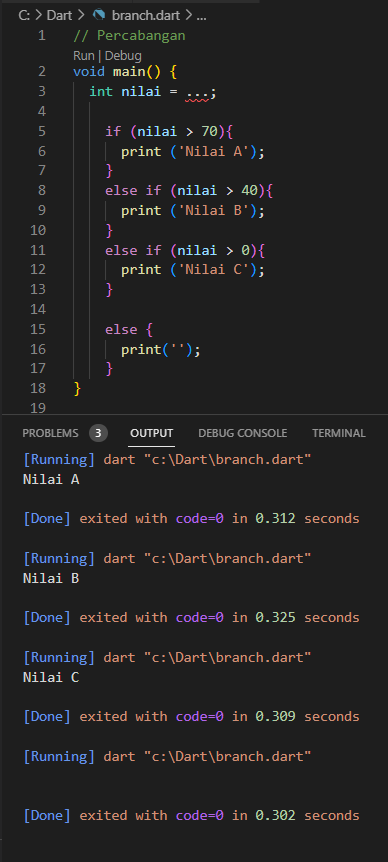 C: > Dart > branch.dart > ...
1 // Percabangan
Run | Debug
2 void main() {
3 int nilai = ...;
4
5 if (nilai > 70){
6 print ('Nilai A');
7 }
8 else if (nilai > 40){
9 print ('Nilai B');
10 }
11 else if (nilai > 0){
12 print ('Nilai C');
13 }
14
15 else {
16 print('');
17 }
18 }
19
PROBLEMS 3 OUTPUT DEBUG CONSOLE TERMINAL
[Running] dart "c:\Dart\branch.dart"
Nilai A
[Done] exited with code=0 in 0.312 seconds
[Running] dart "c:\Dart\branch.dart"
Nilai B
[Done] exited with code=0 in 0.325 seconds
[Running] dart "c:\Dart\branch.dart"
Nilai C
[Done] exited with code=0 in 0.309 seconds
[Running] dart "c:\Dart\branch.dart"
[Done] exited with code=0 in 0.302 seconds